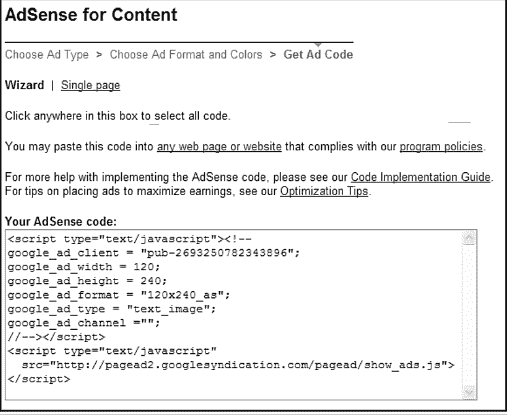 AdSense for Content
Choose Ad Type > Choose Ad Format and Colors > Get Ad Code
Wizard | Single page
Click anywhere in this box to select all code.
You may paste this code into any web page or website that complies with our program policies.
For more help with implementing the AdSense code, please see our Code Implementation Guide.
For tips on placing ads to maximize earnings, see our Optimization Tips.
Your AdSense code:
<script type="text/javascript"><!--
google_ad_client = "pub-2693250782343896";
google_ad_width = 120;
google_ad_height = 240;
google_ad_format = "120x240_as";
google_ad_type = "text_image";
google_ad_channel ="";
//--></script>
<script type="text/javascript"
  src="http://pagead2.googlesyndication.com/pagead/show_ads.js">
</script>